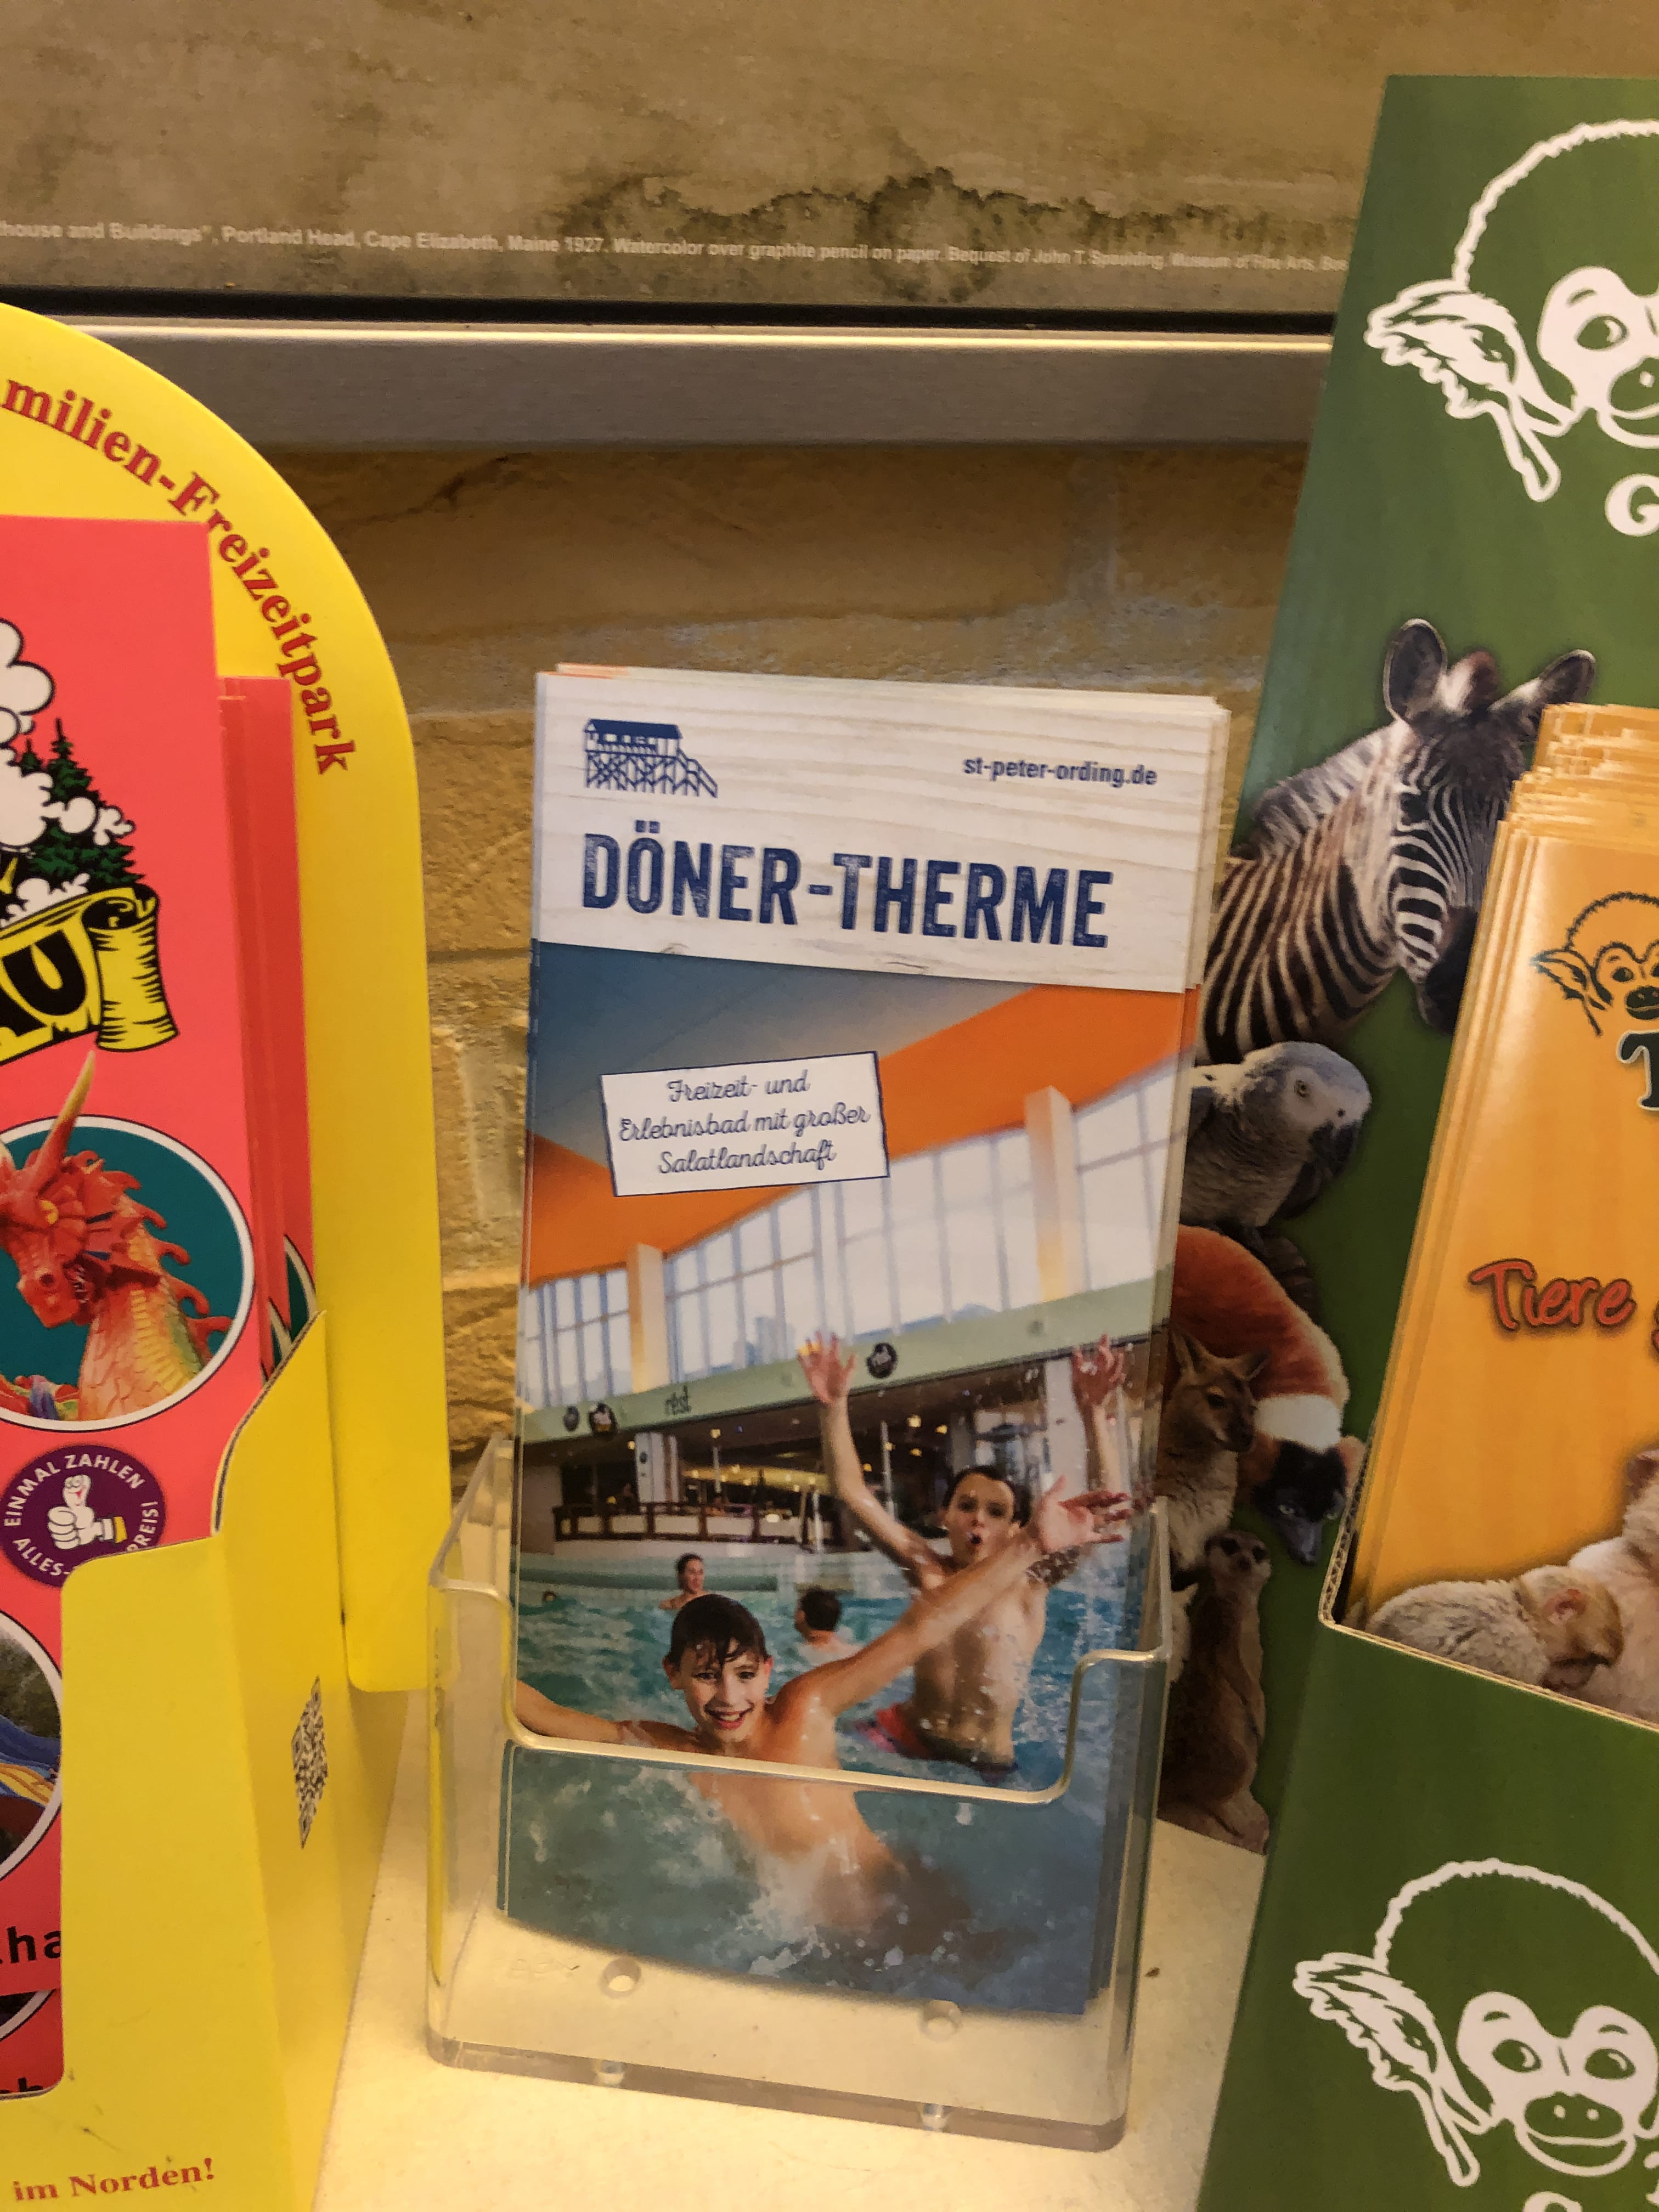 house and Buildings", Portland Head, Cape Elizabeth, Maine 1927. Watercolor over graphite pencil on paper. Bequest of John T. Spaulding. Museum of Fine Arts, Bos
milien-Freizeitpark
AU
EINMAL ZAHLEN
ALLES-
PREIS!
im Norden!
st-peter-ording.de
DÖNER-THERME
Freizeit- und
Erlebnisbad mit großer
Salatlandschaft
rest
G
T
Tiere